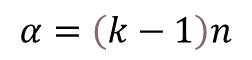 α = (k − 1)n